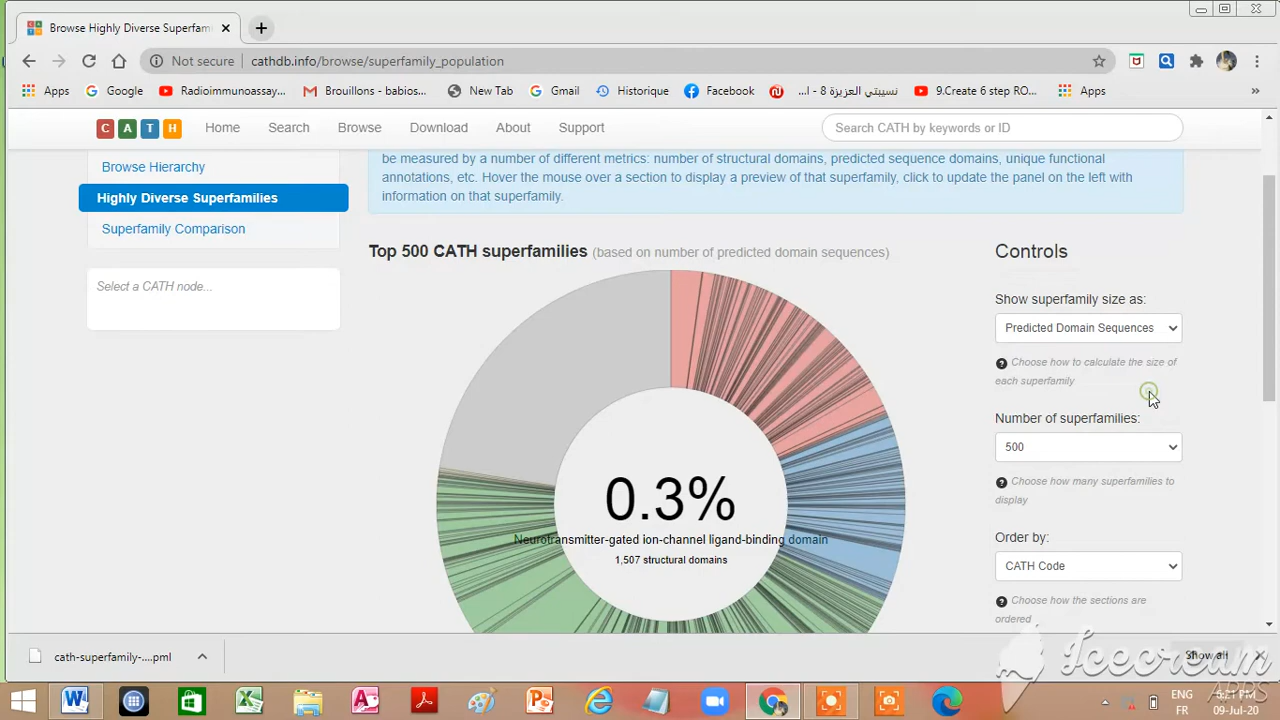 Browse Highly Diverse Superfam
Not secure
cathdb.info/browse/superfamily_population
Apps
Google
Radioimmunoassay...
Brouillons - babios...
New Tab
Gmail
Historique
Facebook
نسيبتي العزيزة 8 - ا...
9.Create 6 step RO...
Apps
»
C A T H
Home
Search
Browse
Download
About
Support
Search CATH by keywords or ID
Browse Hierarchy
Highly Diverse Superfamilies
Superfamily Comparison
Select a CATH node...
be measured by a number of different metrics: number of structural domains, predicted sequence domains, unique functional
annotations, etc. Hover the mouse over a section to display a preview of that superfamily, click to update the panel on the left with
information on that superfamily.
Top 500 CATH superfamilies (based on number of predicted domain sequences)
0.3%
Neurotransmitter-gated ion-channel ligand-binding domain
1,507 structural domains
Controls
Show superfamily size as:
Predicted Domain Sequences
Choose how to calculate the size of
each superfamily
Number of superfamilies:
500
Choose how many superfamilies to
display
Order by:
CATH Code
Choose how the sections are
ordered
cath-superfamily-....pml
Show all
Icecream
APPS
ENG
FR
09-Jul-20